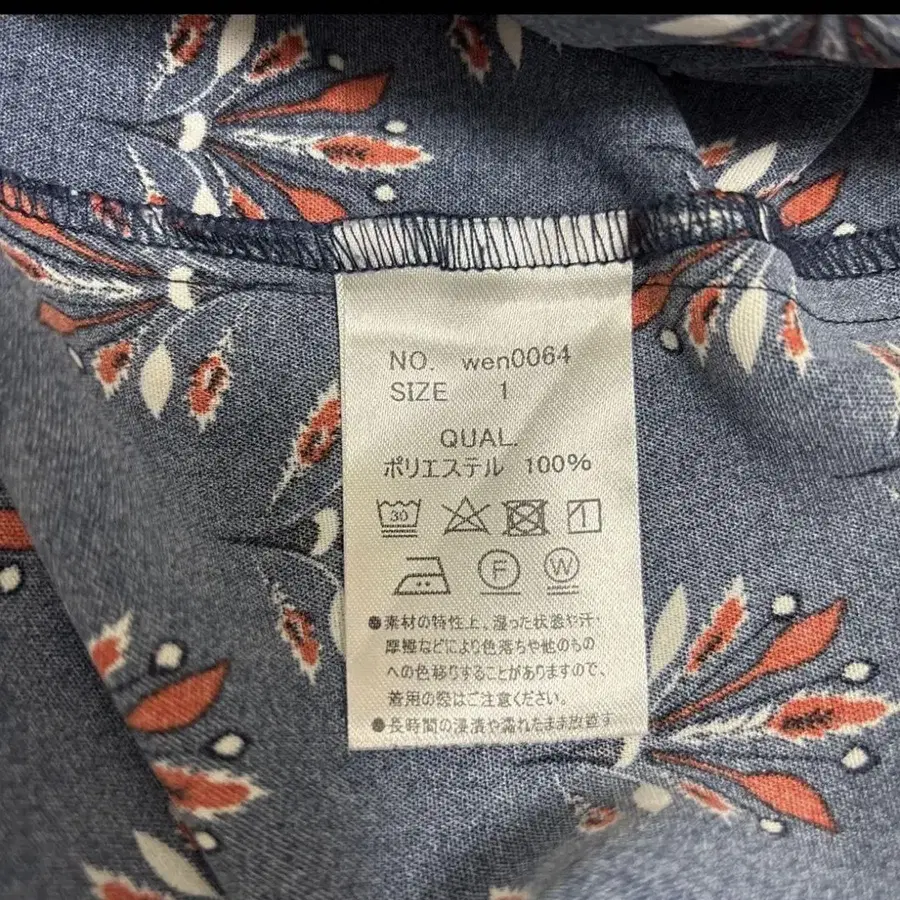 NO. wen0064
SIZE 1
QUAL.
ポリエステル 100%
30
F W
●素材の特性上、湿った状態や汗・
摩擦などにより色落ちや他のもの
への色移りすることがありますので、
着用の際はご注意ください。
●長時間の浸漬や濡れたまま放置す